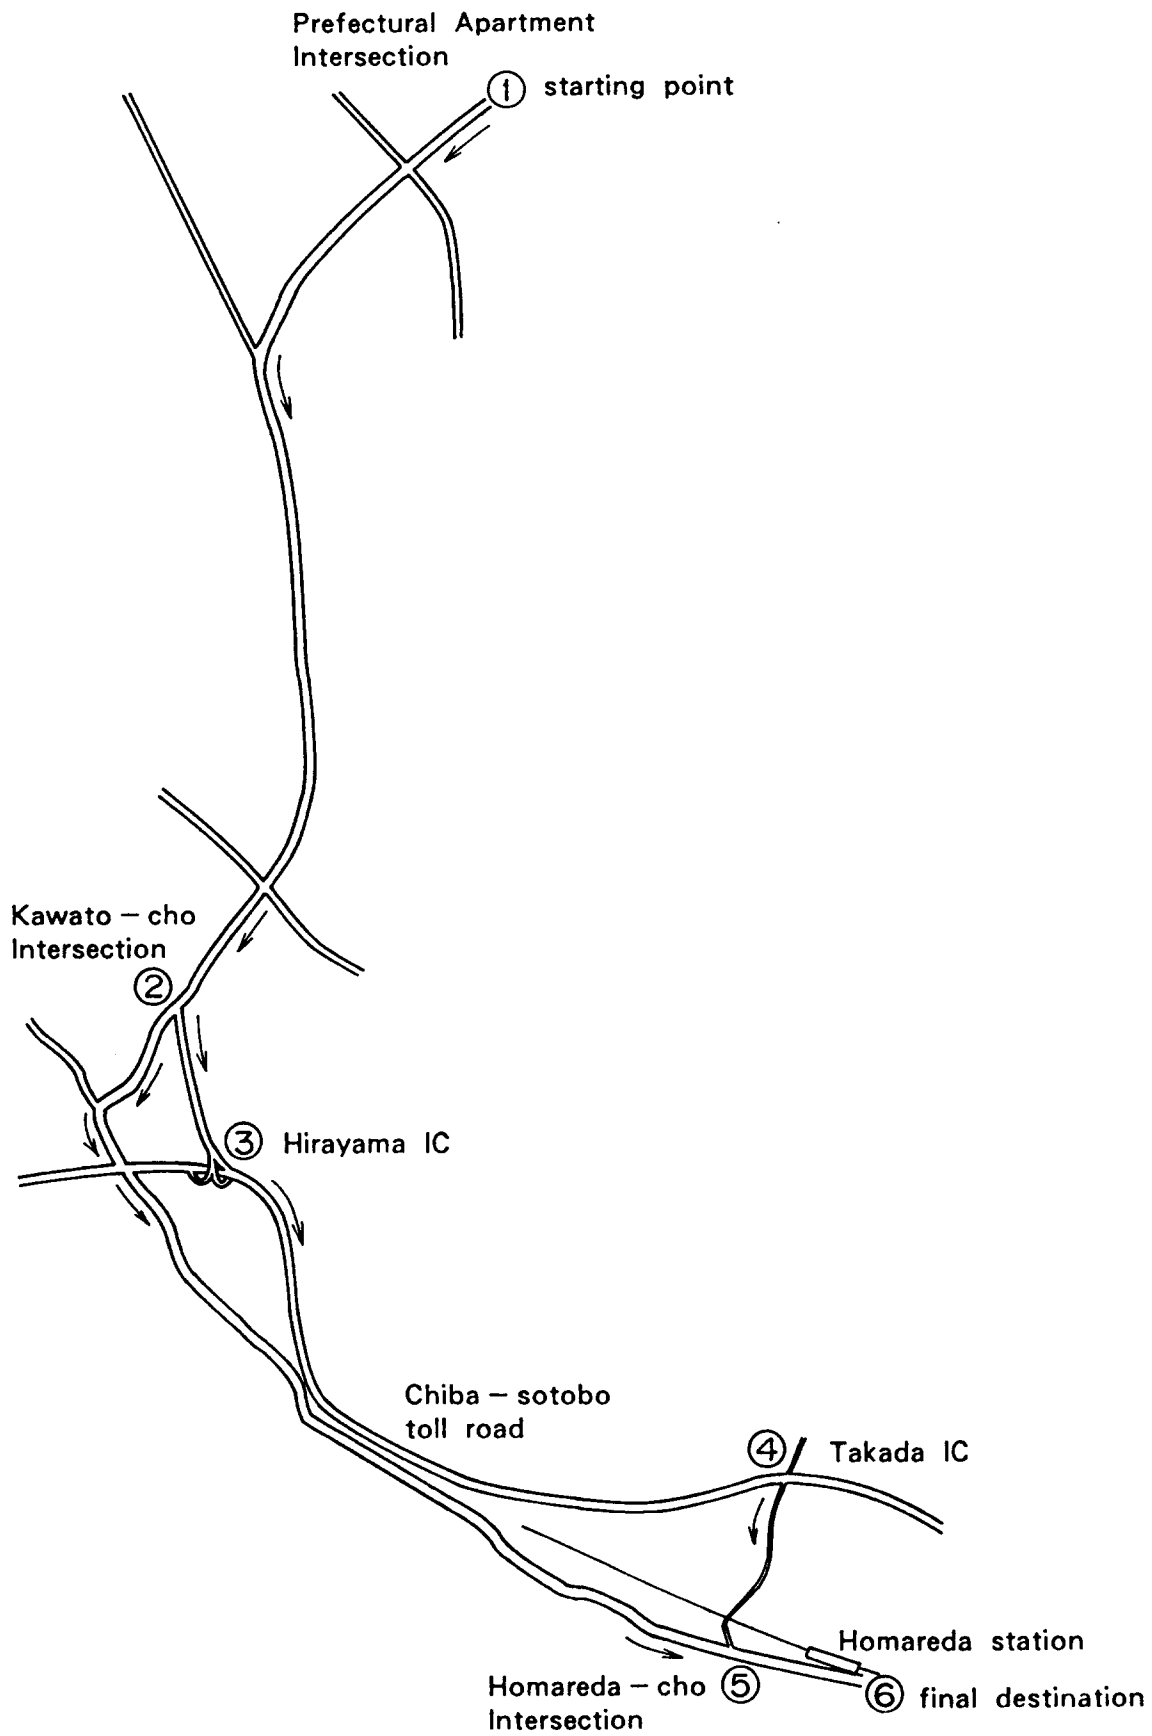 Prefectural Apartment
Intersection
① starting point
Kawato – cho
Intersection
②
③ Hirayama IC
Chiba – sotobo
toll road
④ Takada IC
Homareda station
Homareda – cho ⑤
Intersection
⑥ final destination